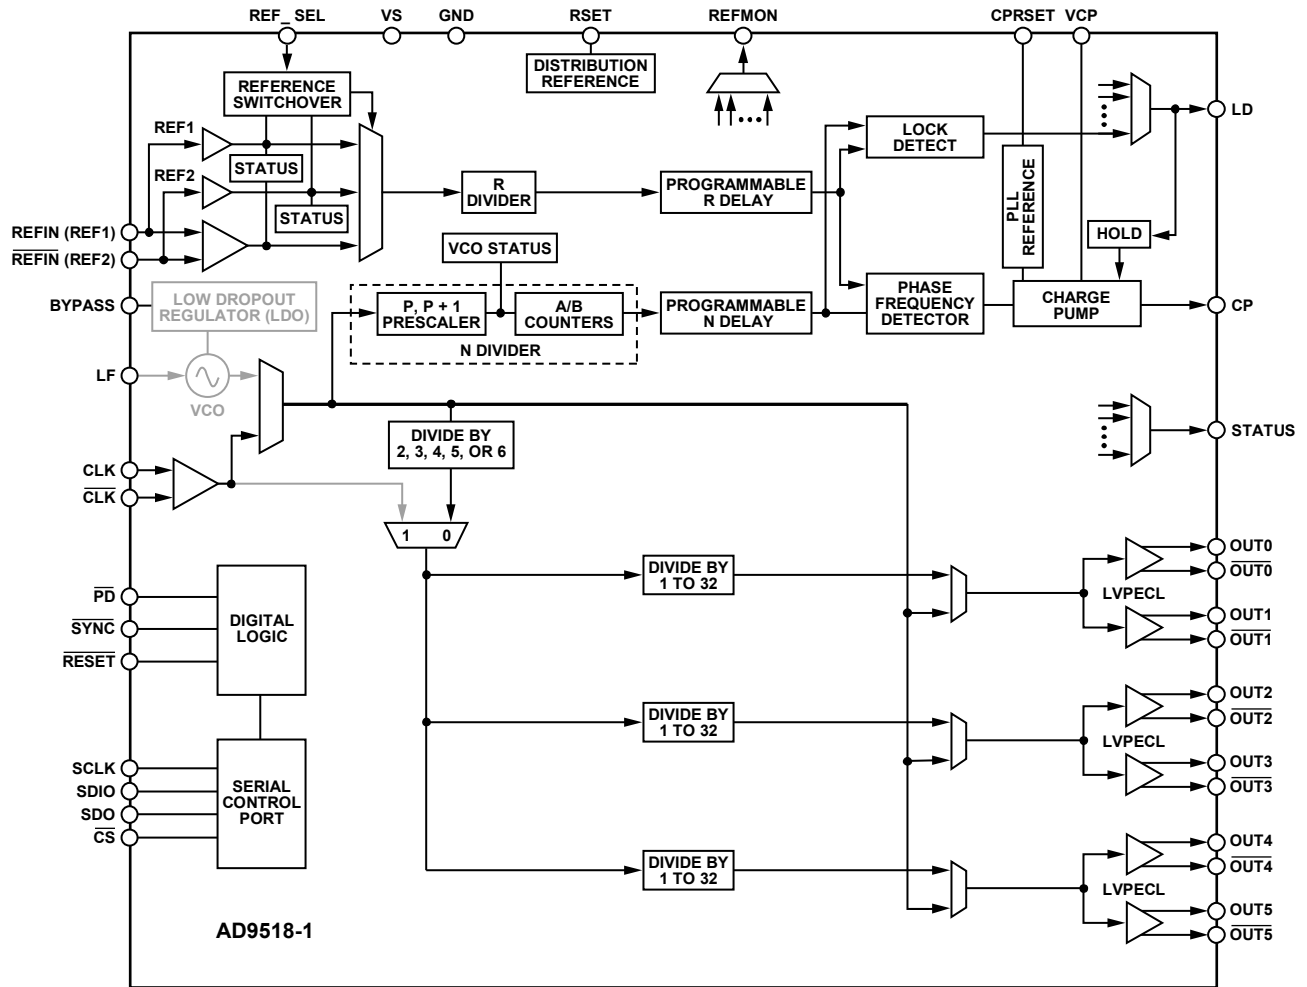 REF_ SEL
VS
GND
RSET
REFMON
CPRSET
VCP
DISTRIBUTION
REFERENCE
REFERENCE
SWITCHOVER
REF1
STATUS
REF2
STATUS
R
DIVIDER
PROGRAMMABLE
R DELAY
LOCK
DETECT
LD
PLL
REFERENCE
HOLD
REFIN (REF1)
REFIN (REF2)
VCO STATUS
BYPASS
LOW DROPOUT
REGULATOR (LDO)
P, P + 1
PRESCALER
A/B
COUNTERS
N DIVIDER
PROGRAMMABLE
N DELAY
PHASE
FREQUENCY
DETECTOR
CHARGE
PUMP
CP
LF
VCO
DIVIDE BY
2, 3, 4, 5, OR 6
STATUS
CLK
CLK
1 0
DIVIDE BY
1 TO 32
LVPECL
OUT0
OUT0
OUT1
OUT1
PD
SYNC
RESET
DIGITAL
LOGIC
DIVIDE BY
1 TO 32
LVPECL
OUT2
OUT2
OUT3
OUT3
SCLK
SDIO
SDO
CS
SERIAL
CONTROL
PORT
DIVIDE BY
1 TO 32
LVPECL
OUT4
OUT4
OUT5
OUT5
AD9518-1